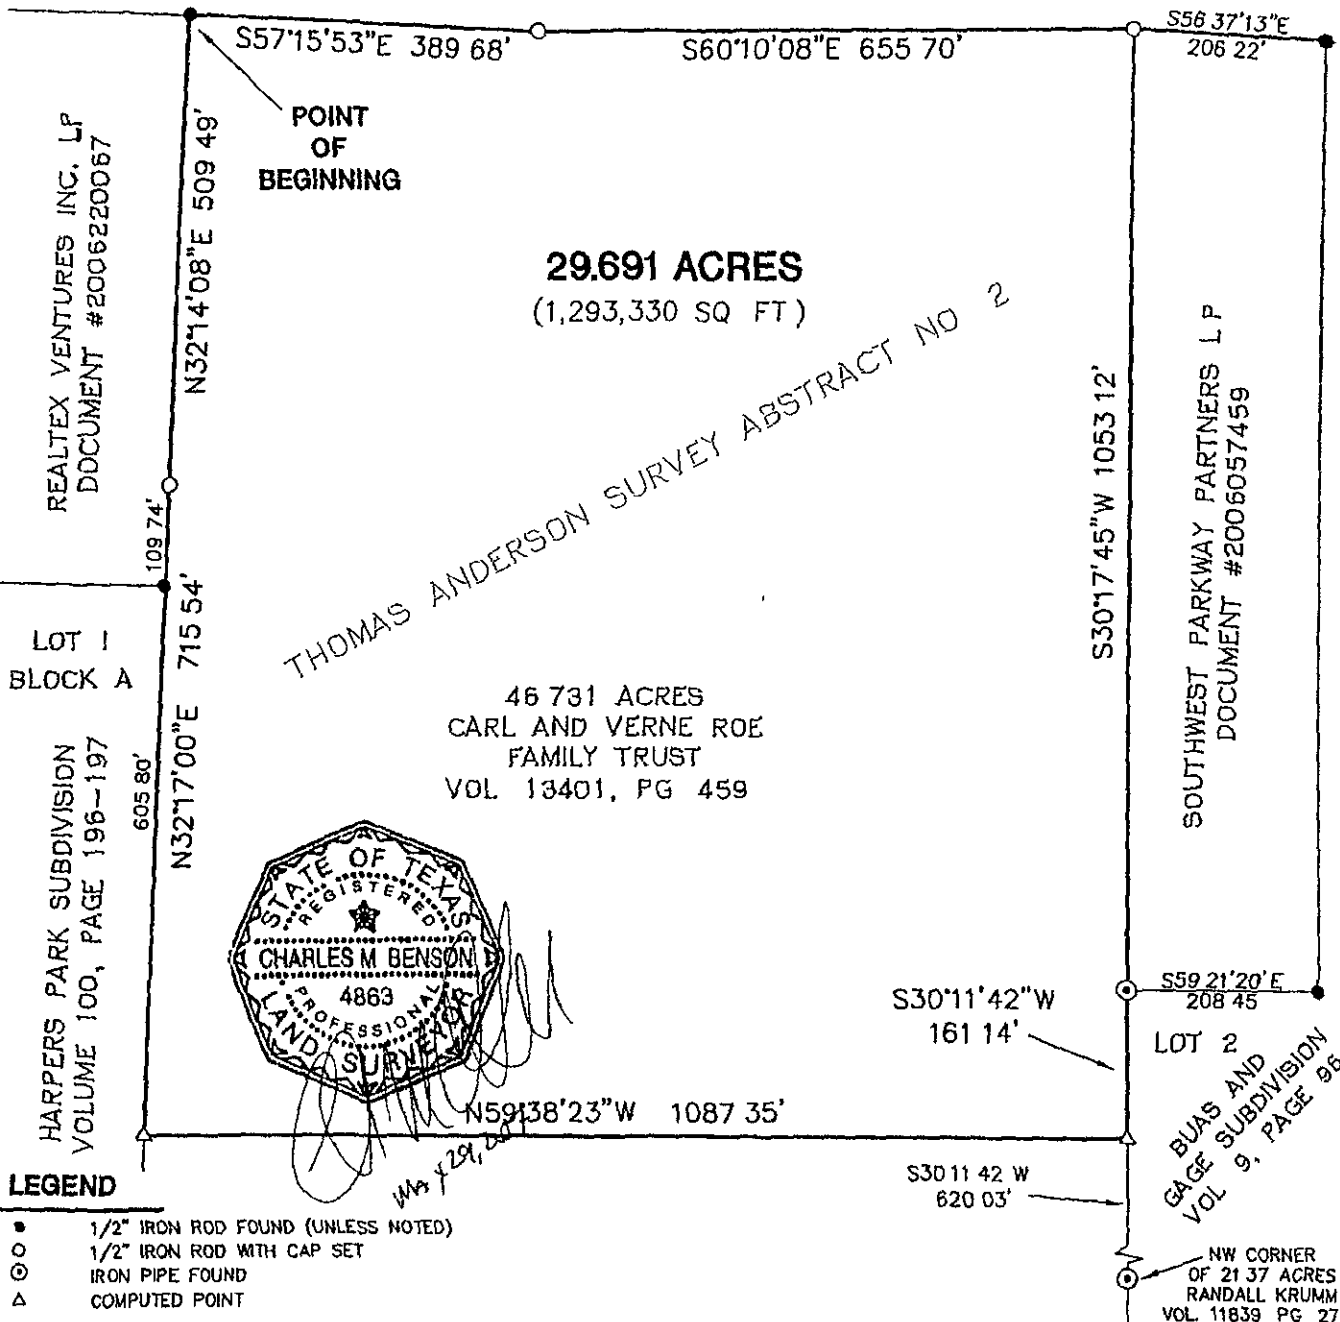 S57°15'53"E 389 68'
S60°10'08"E 655 70'
S56 37'13"E
206 22'
POINT
OF
BEGINNING
REALTEX VENTURES INC. LP
DOCUMENT #2006220067
N32°14'08"E 509 49'
29.691 ACRES
(1,293,330 SQ FT)
THOMAS ANDERSON SURVEY ABSTRACT NO 2
S30°17'45"W 1053 12'
SOUTHWEST PARKWAY PARTNERS L P
DOCUMENT #2006057459
109 74'
LOT 1
BLOCK A
N32°17'00"E 715 54'
605 80'
HARPERS PARK SUBDIVISION
VOLUME 100, PAGE 196-197
46 731 ACRES
CARL AND VERNE ROE
FAMILY TRUST
VOL 13401, PG 459
STATE OF TEXAS
REGISTERED
CHARLES M BENSON
4863
PROFESSIONAL
LAND SURVEYOR
May 29,
S30°11'42"W
161 14'
S59 21'20'E
208 45
LOT 2
BUAS AND
GAGE SUBDIVISION
VOL 9, PAGE 96
N59°38'23"W 1087 35'
S30 11 42 W
620 03'
NW CORNER
OF 21 37 ACRES
RANDALL KRUMM
VOL. 11839 PG 27
LEGEND
1/2" IRON ROD FOUND (UNLESS NOTED)
1/2" IRON ROD WITH CAP SET
IRON PIPE FOUND
COMPUTED POINT